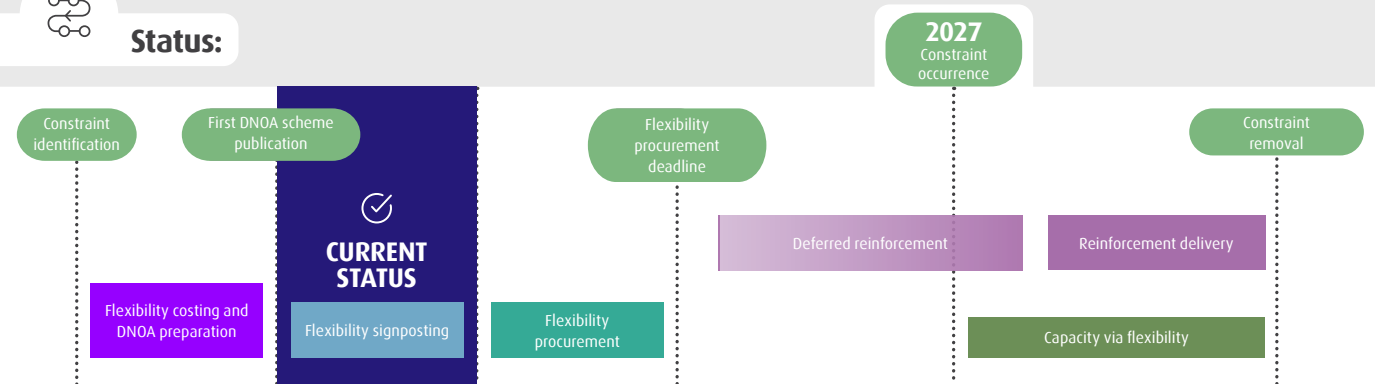 Status:
2027
Constraint
occurrence
Constraint
identification
First DNOA scheme
publication
Flexibility
procurement
deadline
Constraint
removal
CURRENT
STATUS
Deferred reinforcement
Reinforcement delivery
Flexibility costing and
DNOA preparation
Flexibility signposting
Flexibility
procurement
Capacity via flexibility